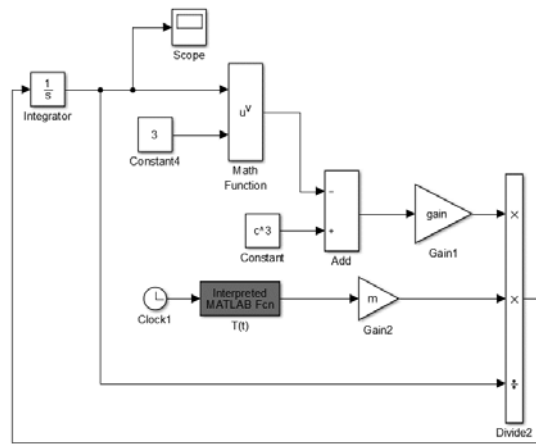 Scope
1
s
Integrator
u^v
3
Constant4
Math
Function
−
+
Add
c^3
Constant
gain
Gain1
×
Interpreted
MATLAB Fcn
T(t)
Clock1
m
Gain2
×
÷
Divide2